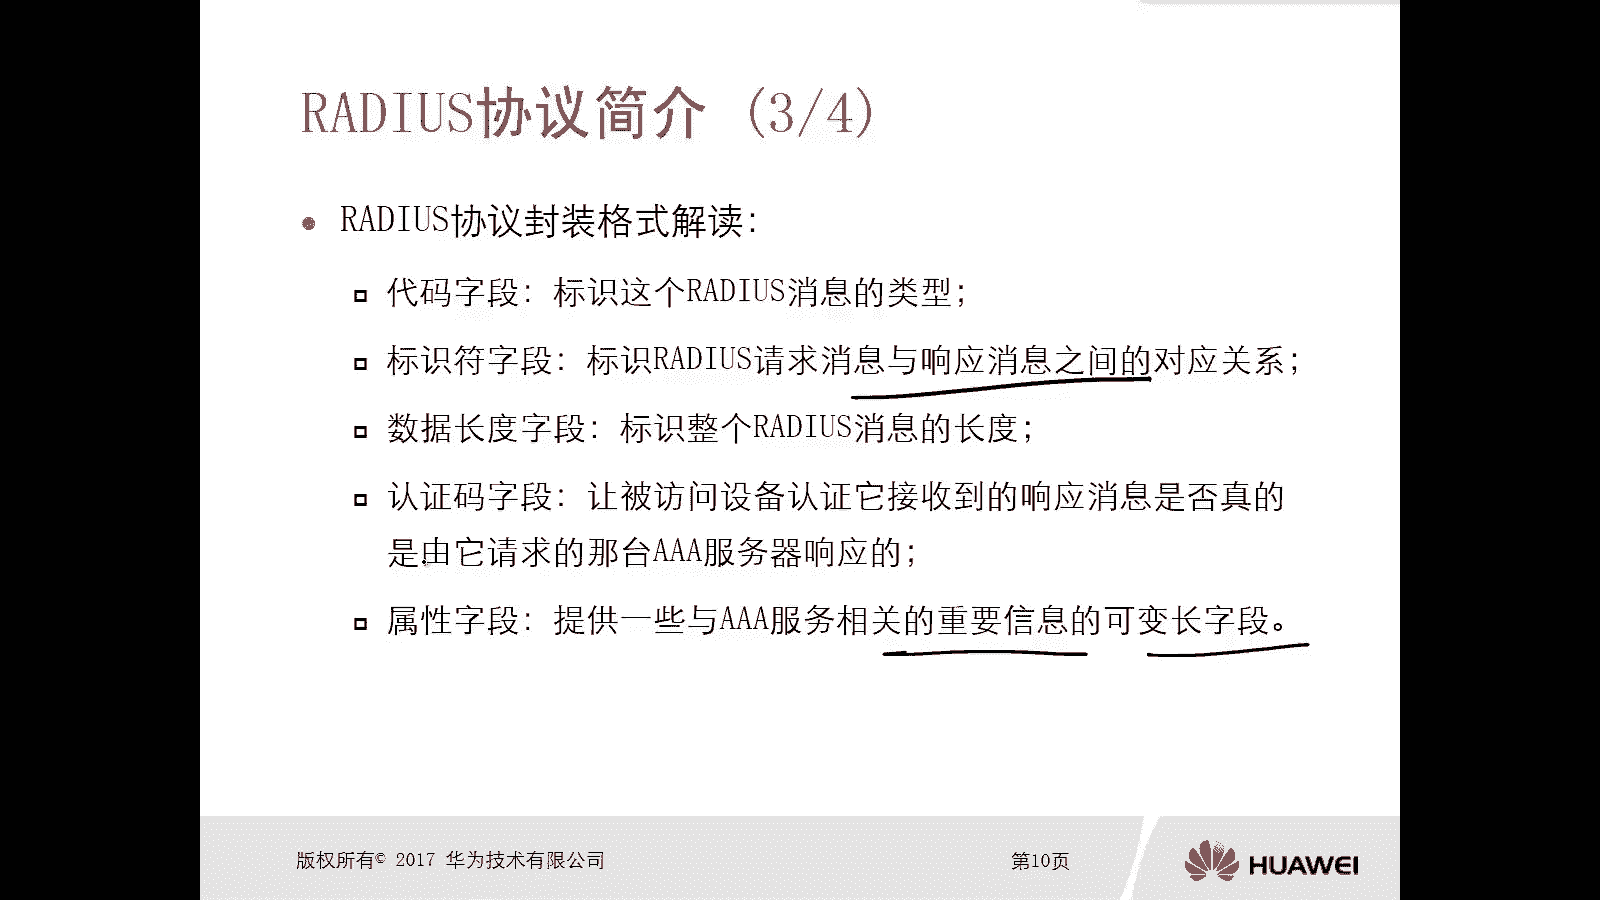 RADIUS协议简介 (3/4)
RADIUS协议封装格式解读：
代码字段：标识这个RADIUS消息的类型；
标识符字段：标识RADIUS请求消息与响应消息之间的对应关系；
数据长度字段：标识整个RADIUS消息的长度；
认证码字段：让被访问设备认证它接收到的响应消息是否真的
是由它请求的那台AAA服务器响应的；
属性字段：提供一些与AAA服务相关的重要信息的可变长字段。
版权所有© 2017 华为技术有限公司
第10页
HUAWEI